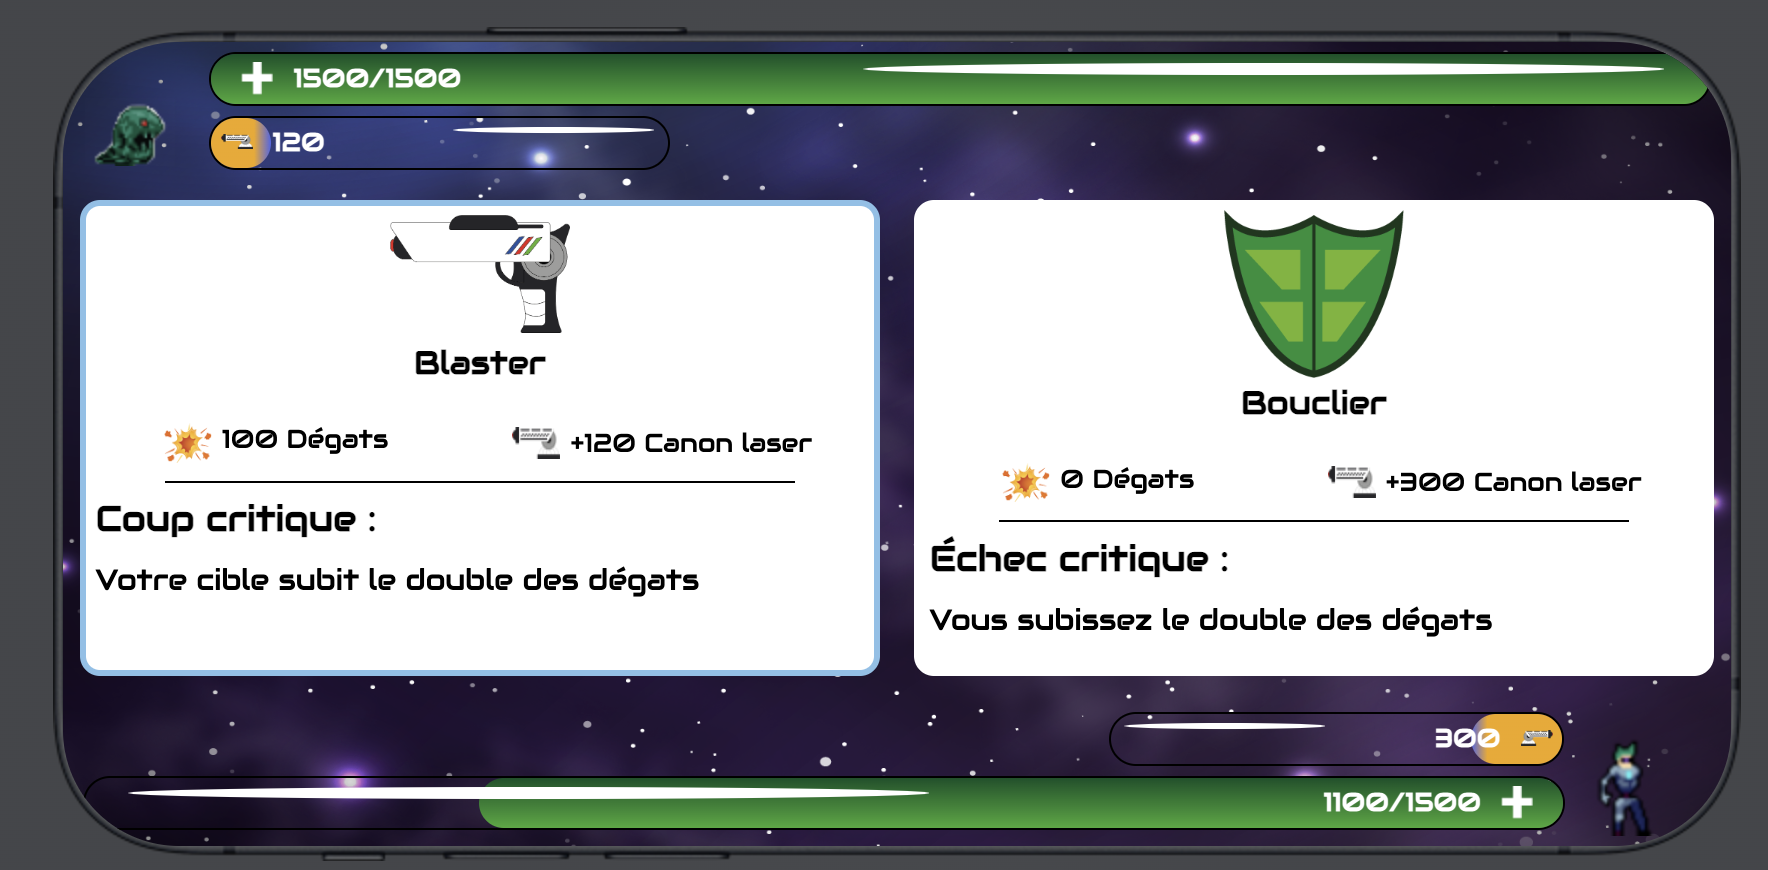 1500/1500
120
Blaster
100 Dégats
+120 Canon laser
Coup critique :
Votre cible subit le double des dégats
Bouclier
0 Dégats
+300 Canon laser
Échec critique :
Vous subissez le double des dégats
300
1100/1500